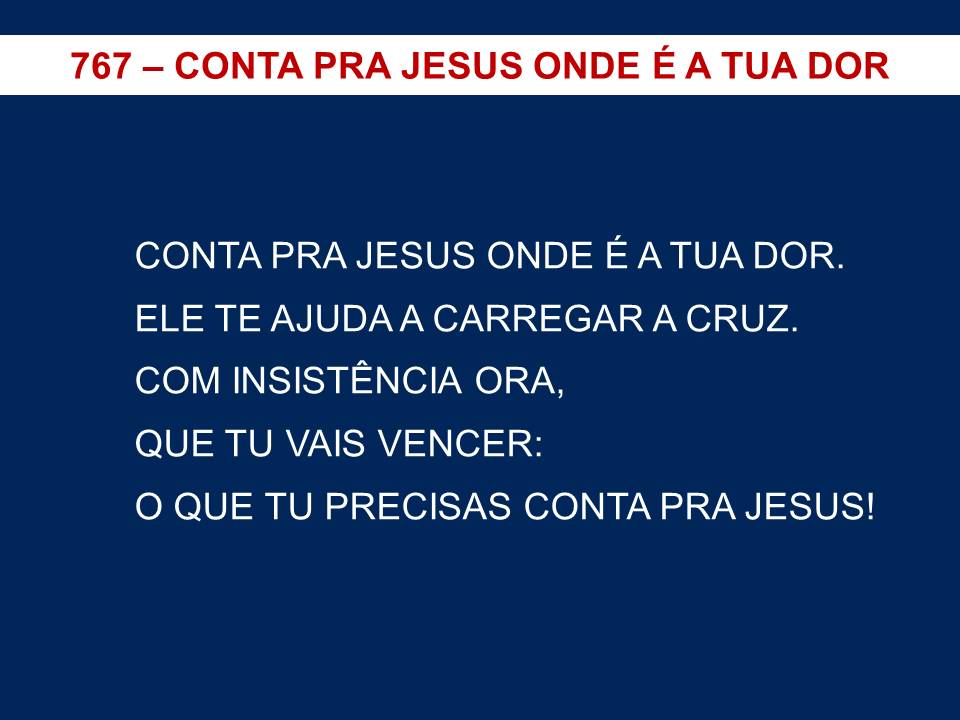 767 – CONTA PRA JESUS ONDE É A TUA DOR
CONTA PRA JESUS ONDE É A TUA DOR.
ELE TE AJUDA A CARREGAR A CRUZ.
COM INSISTÊNCIA ORA,
QUE TU VAIS VENCER:
O QUE TU PRECISAS CONTA PRA JESUS!